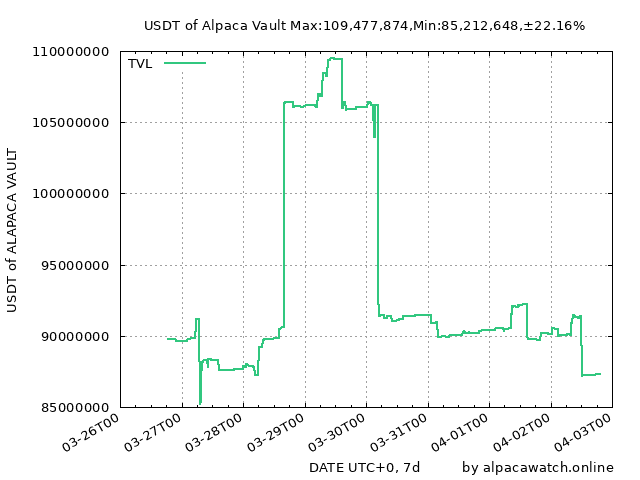 USDT of Alpaca Vault Max:109,477,874,Min:85,212,648,±22.16%
TVL
110000000
105000000
100000000
95000000
90000000
85000000
USDT of ALAPACA VAULT
03-26T00
03-27T00
03-28T00
03-29T00
03-30T00
03-31T00
04-01T00
04-02T00
04-03T00
DATE UTC+0, 7d
by alpacawatch.online